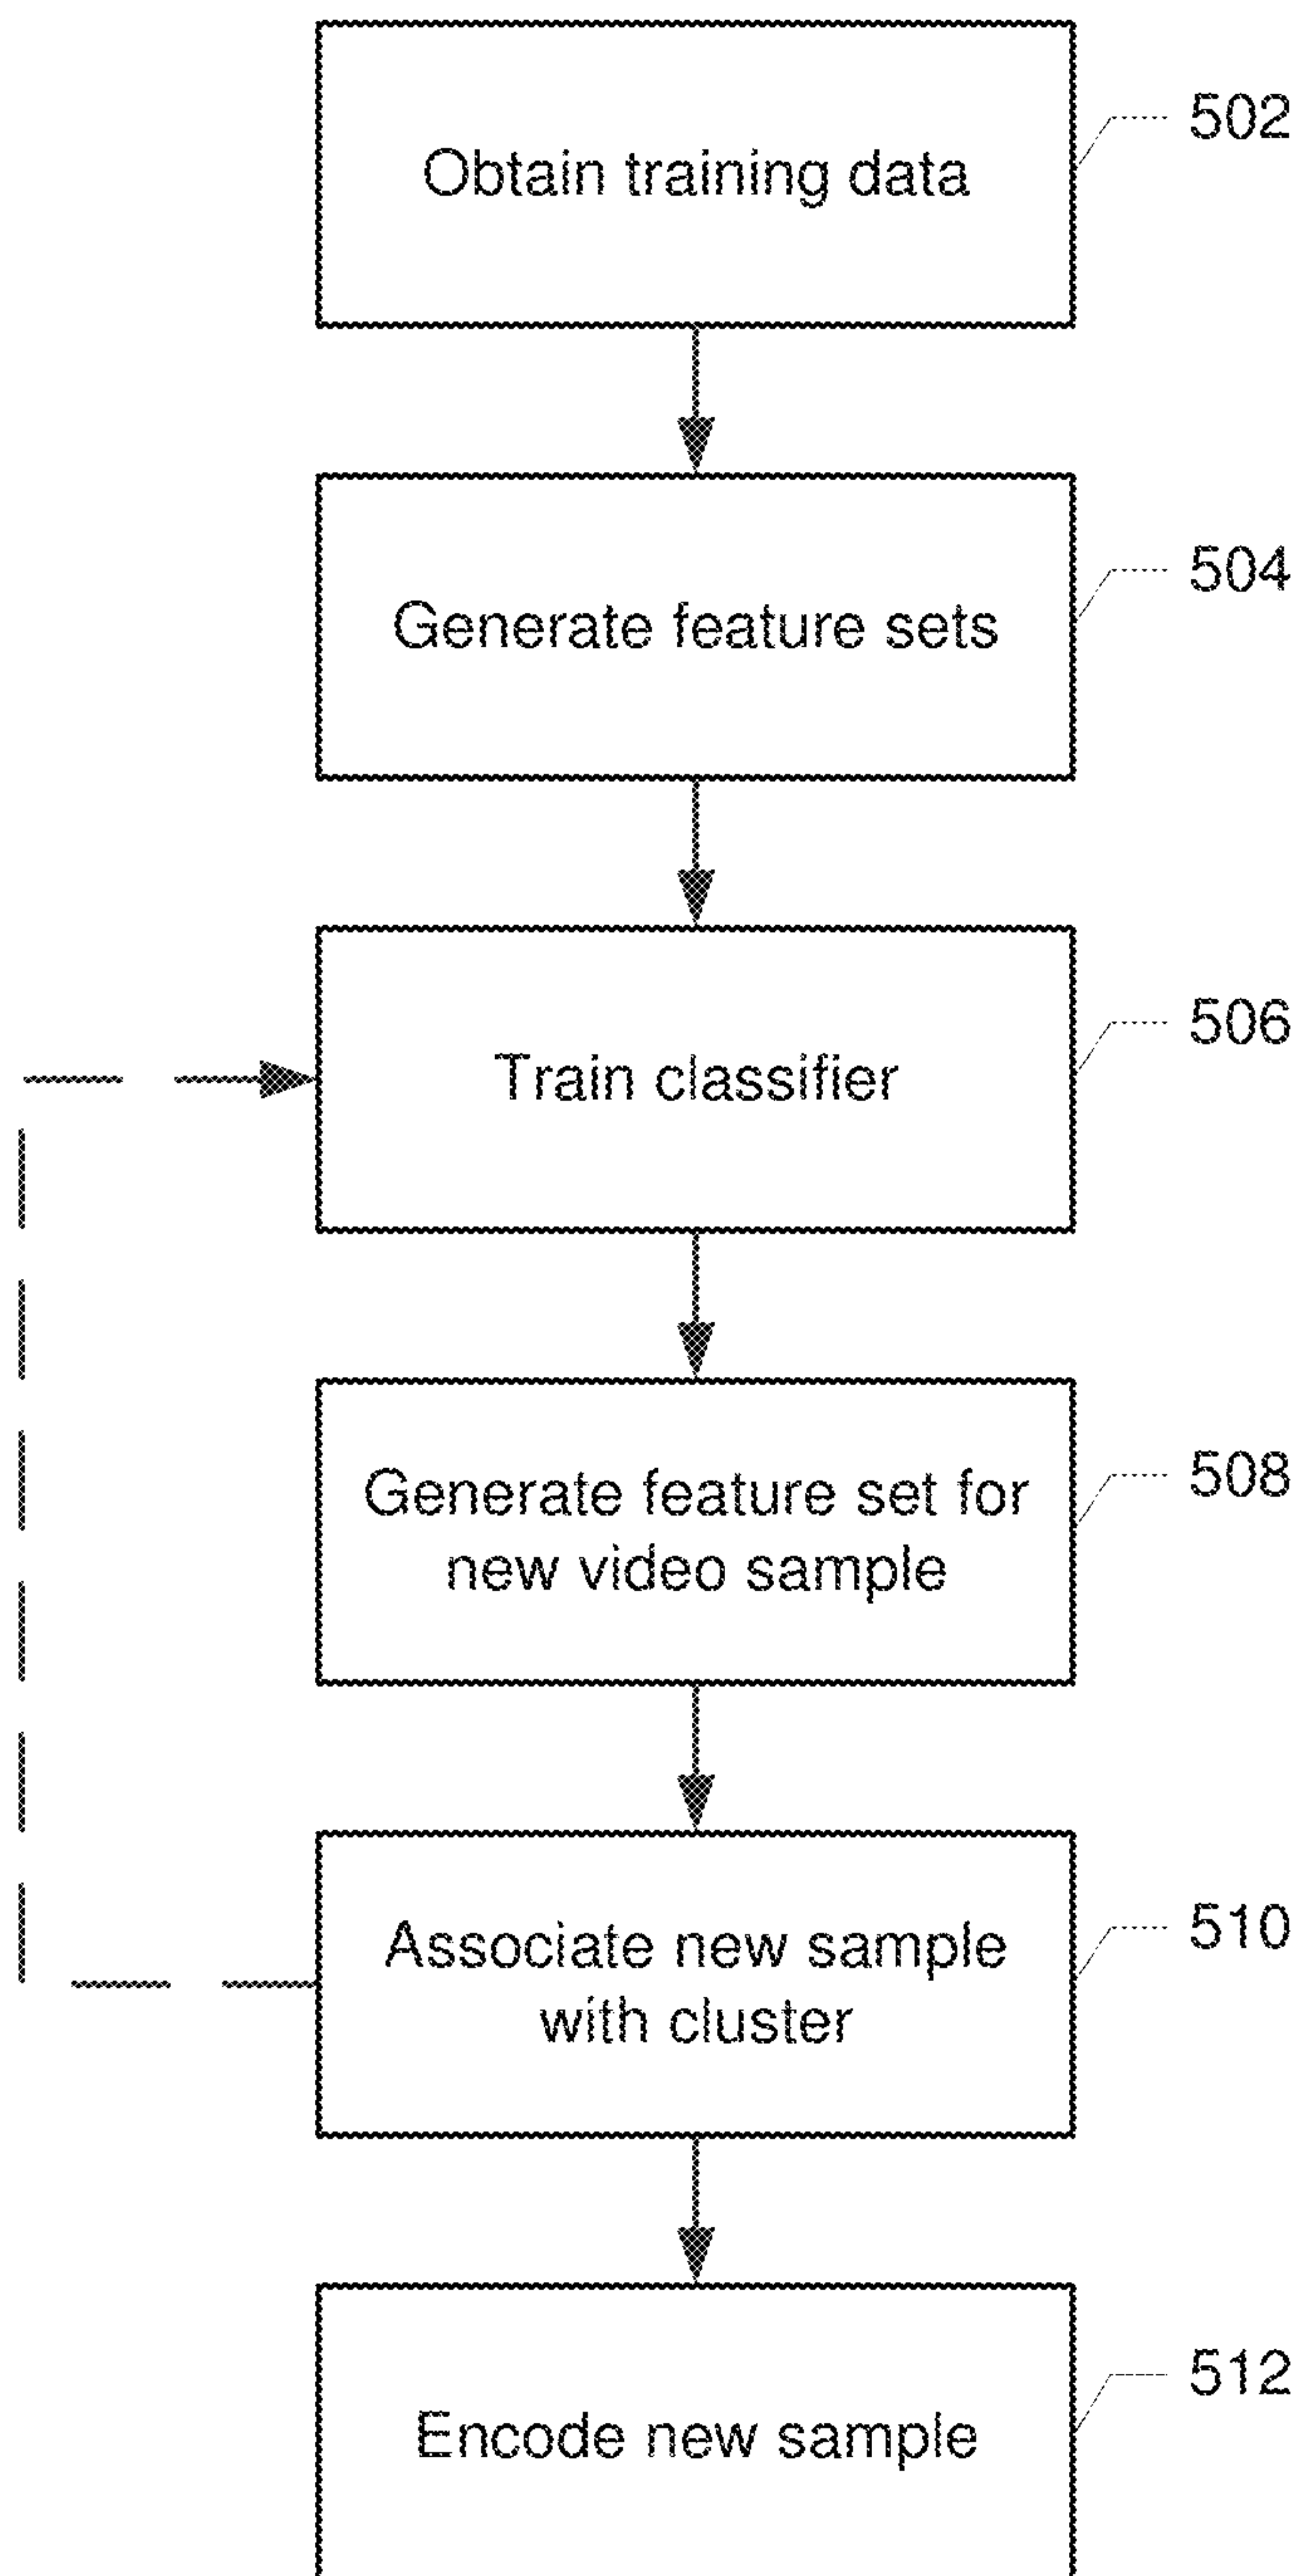 502
Obtain training data
504
Generate feature sets
506
Train classifier
508
Generate feature set for
new video sample
510
Associate new sample
with cluster
512
Encode new sample